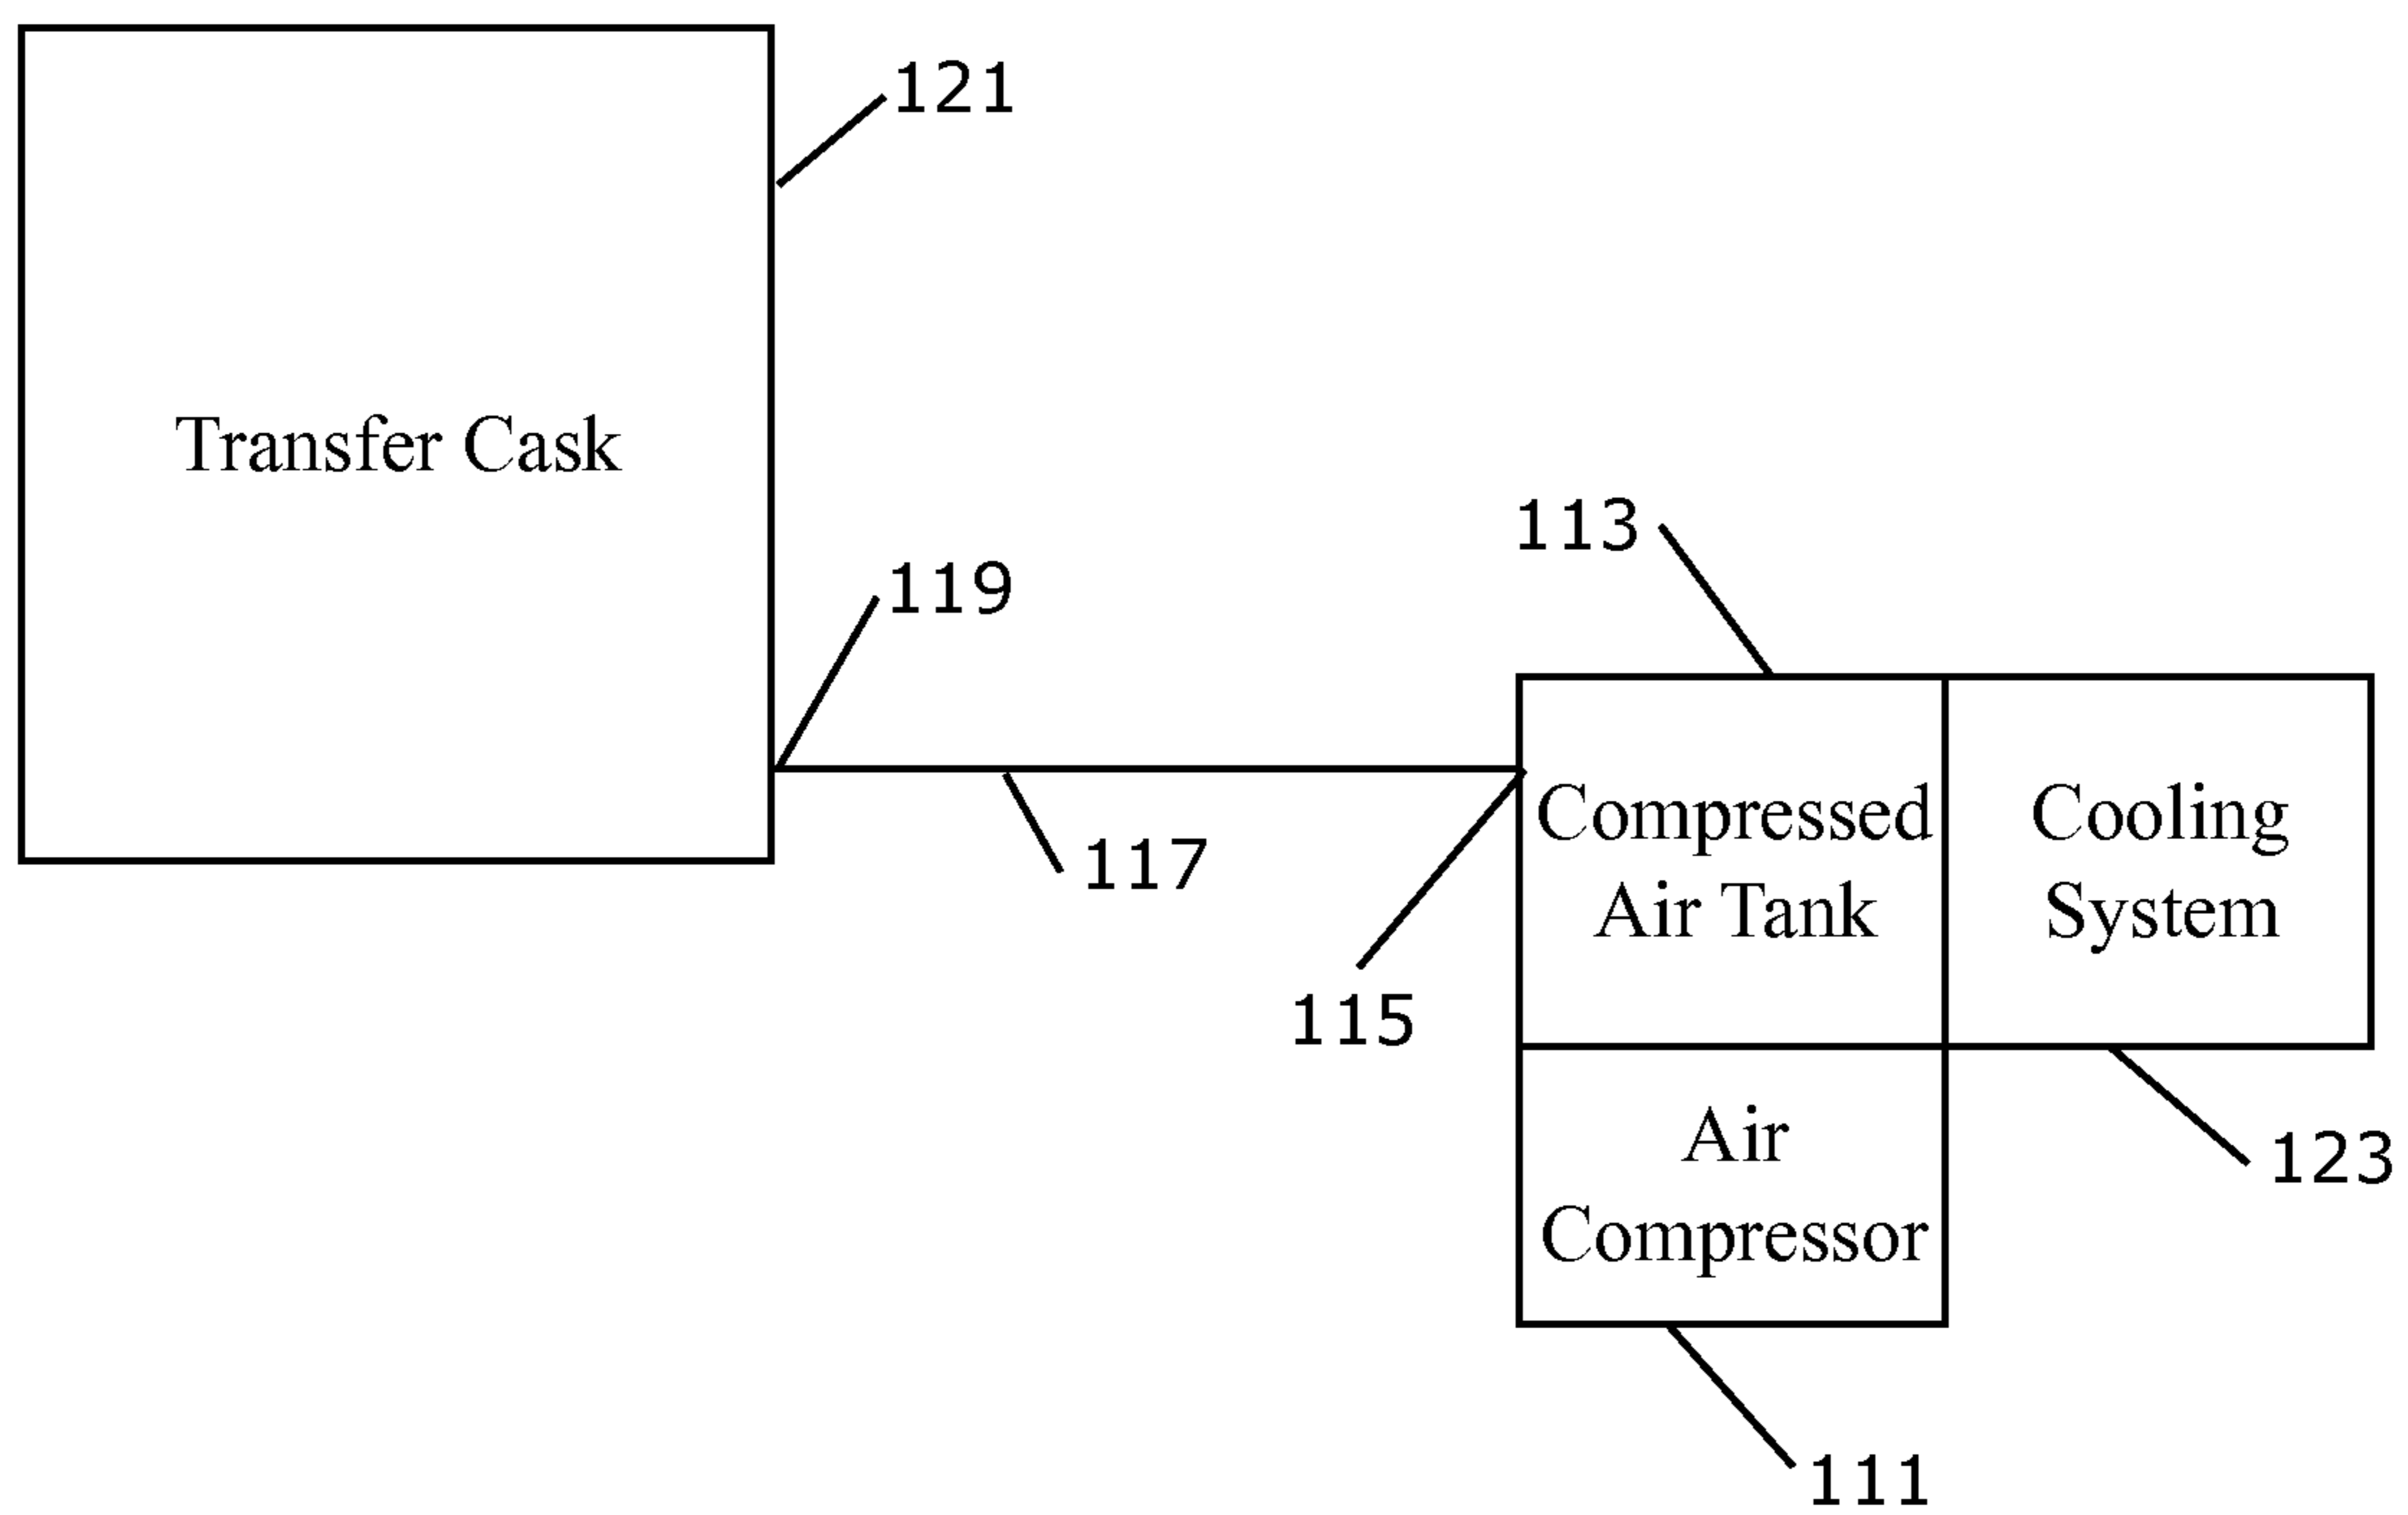 121
Transfer Cask
113
119
Compressed
Air Tank
Cooling
System
117
115
Air
Compressor
123
111